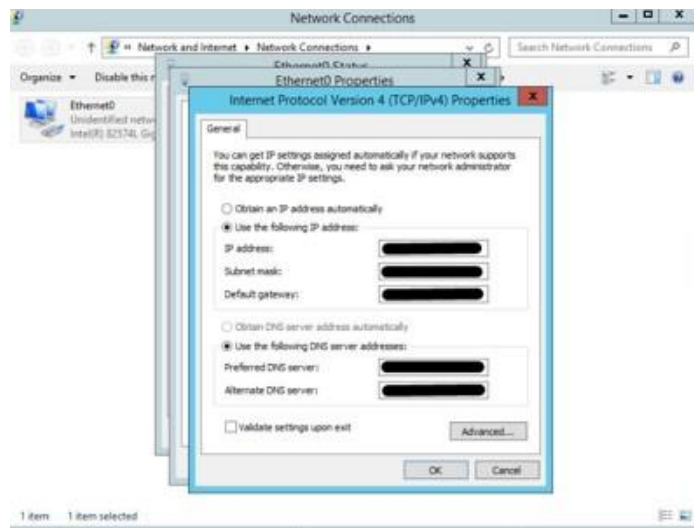 Network Connections
Network and Internet ▸ Network Connections ▸
Search Network Connections
Organize
Disable this
Ethernet0 Status
Ethernet0 Properties
Internet Protocol Version 4 (TCP/IPv4) Properties
Ethernet0
Unidentified netw
Intel(R) 82574L Gig
General
You can get IP settings assigned automatically if your network supports
this capability. Otherwise, you need to ask your network administrator
for the appropriate IP settings.
Obtain an IP address automatically
Use the following IP address:
IP address:
Subnet mask:
Default gateway:
Obtain DNS server address automatically
Use the following DNS server addresses:
Preferred DNS server:
Alternate DNS server:
Validate settings upon exit
Advanced...
OK
Cancel
1 item
1 item selected